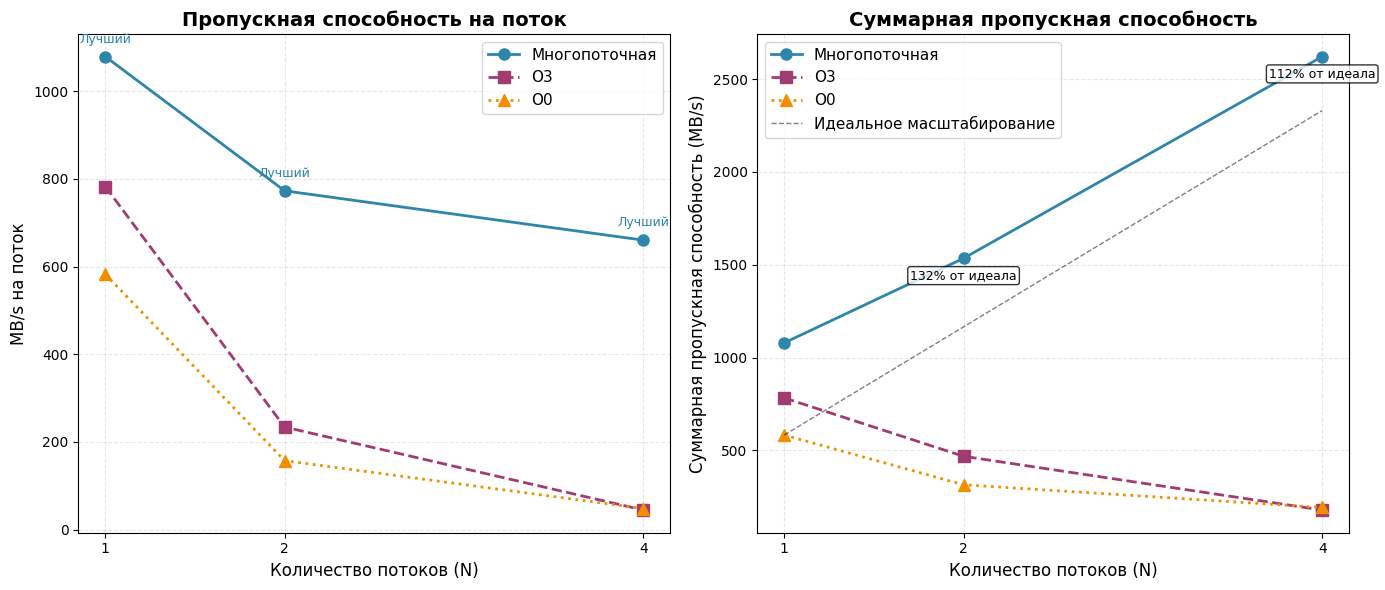 Пропускная способность на поток
Лучший
Лучший
Лучший
Многопоточная
O3
O0
MB/s на поток
1000
800
600
400
200
0
1
2
4
Количество потоков (N)
Суммарная пропускная способность
Многопоточная
O3
O0
Идеальное масштабирование
112% от идеала
132% от идеала
Суммарная пропускная способность (MB/s)
2500
2000
1500
1000
500
1
2
4
Количество потоков (N)